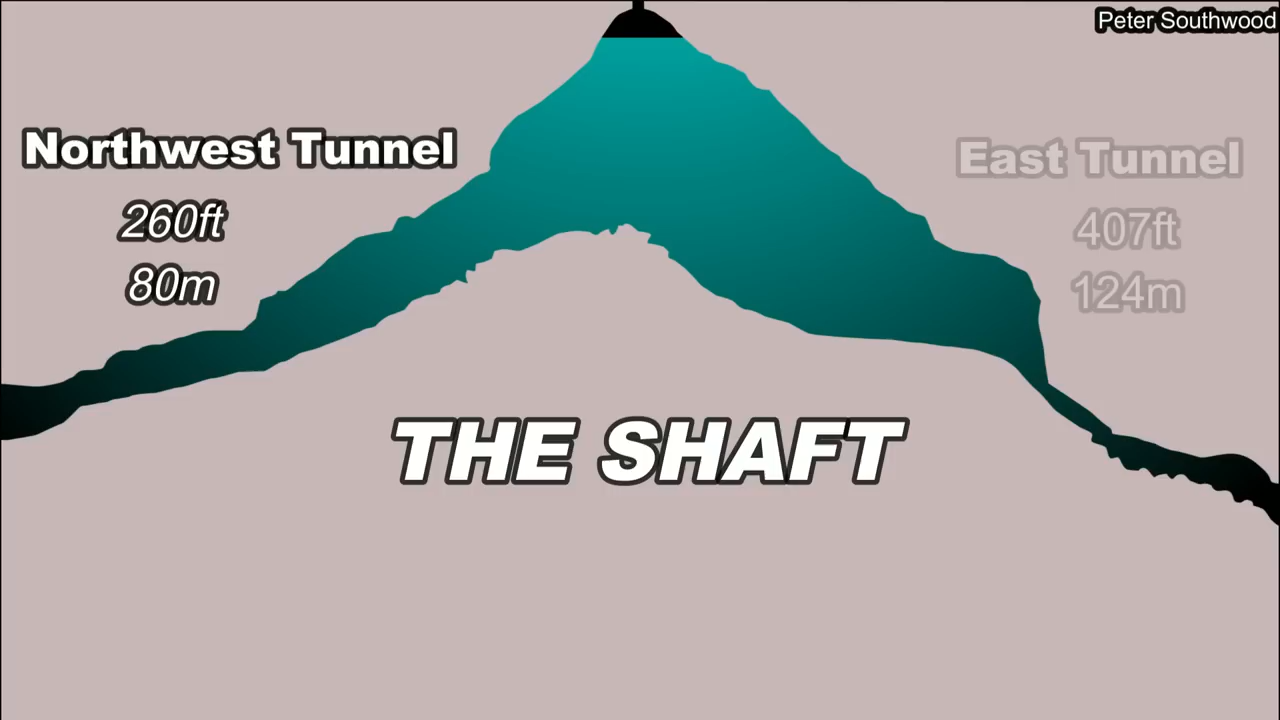 Peter Southwood
Northwest Tunnel
260ft
80m
East Tunnel
407ft
124m
THE SHAFT